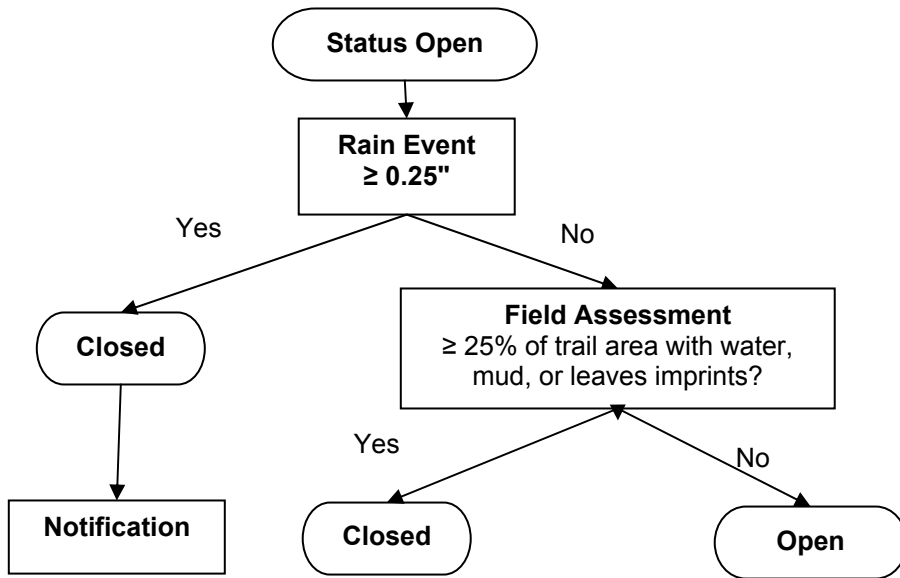 Status Open
Rain Event
≥ 0.25"
Yes
No
Closed
Field Assessment
≥ 25% of trail area with water,
mud, or leaves imprints?
Yes
No
Notification
Closed
Open